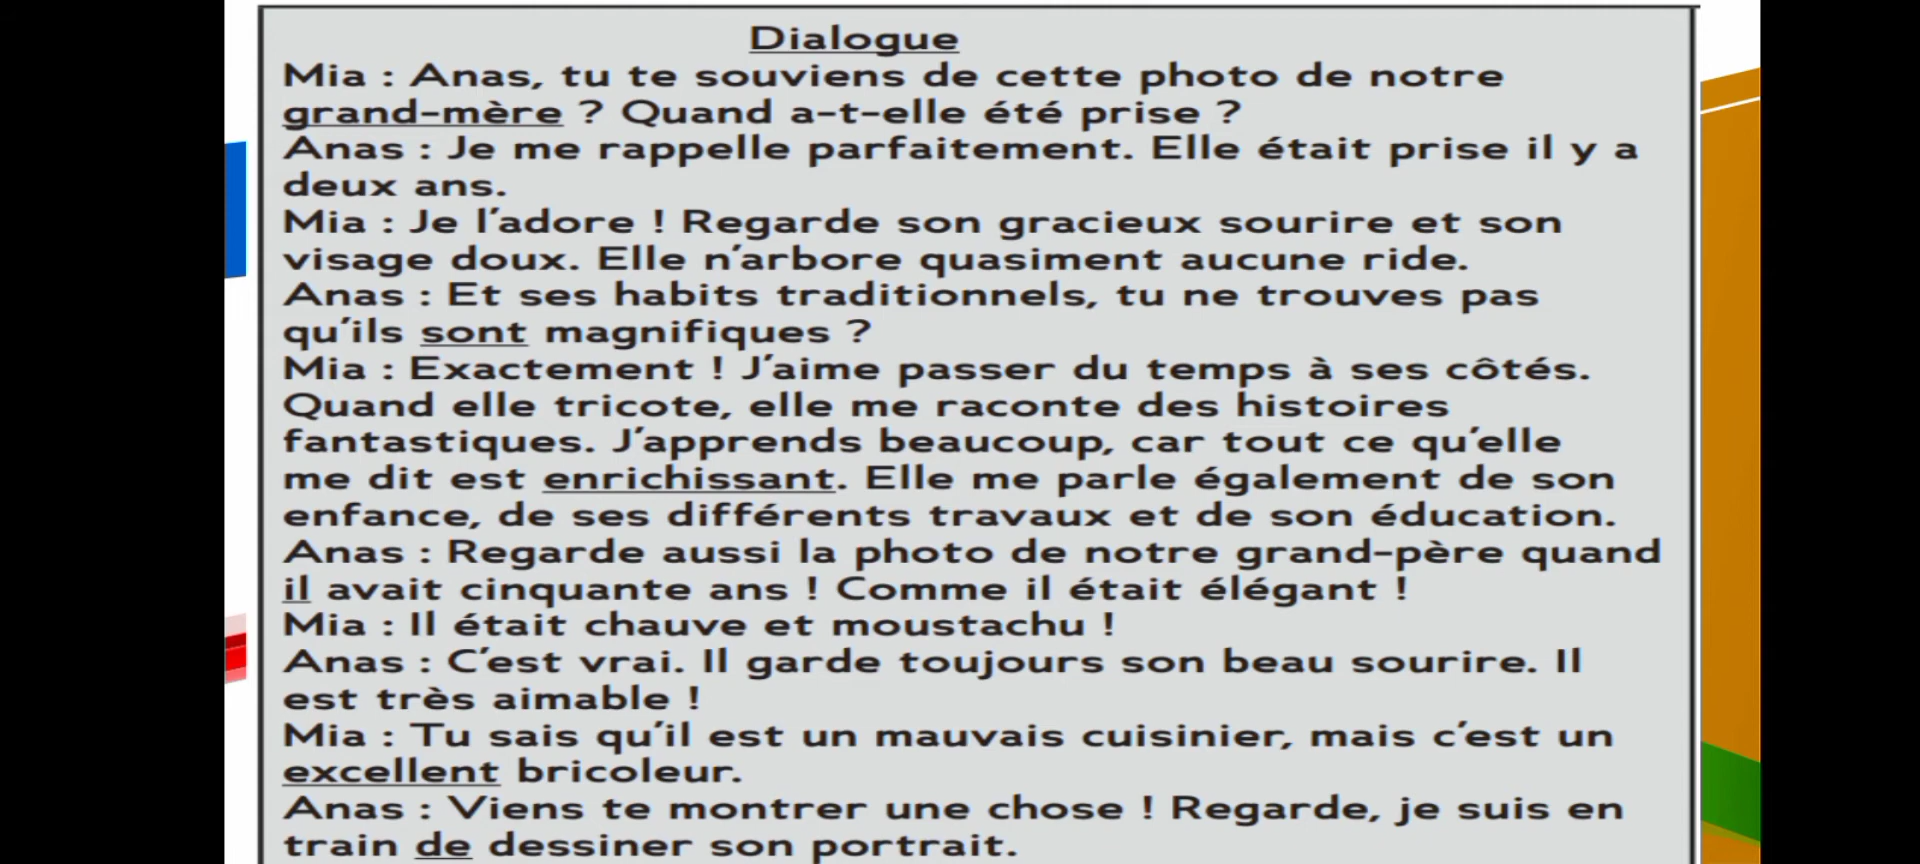 Dialogue
Mia : Anas, tu te souviens de cette photo de notre
grand-mère ? Quand a-t-elle été prise ?
Anas : Je me rappelle parfaitement. Elle était prise il y a
deux ans.
Mia : Je l'adore ! Regarde son gracieux sourire et son
visage doux. Elle n'arbore quasiment aucune ride.
Anas : Et ses habits traditionnels, tu ne trouves pas
qu'ils sont magnifiques ?
Mia : Exactement ! J'aime passer du temps à ses côtés.
Quand elle tricote, elle me raconte des histoires
fantastiques. J'apprends beaucoup, car tout ce qu'elle
me dit est enrichissant. Elle me parle également de son
enfance, de ses différents travaux et de son éducation.
Anas : Regarde aussi la photo de notre grand-père quand
il avait cinquante ans ! Comme il était élégant !
Mia : Il était chauve et moustachu !
Anas : C'est vrai. Il garde toujours son beau sourire. Il
est très aimable !
Mia : Tu sais qu'il est un mauvais cuisinier, mais c'est un
excellent bricoleur.
Anas : Viens te montrer une chose ! Regarde, je suis en
train de dessiner son portrait.